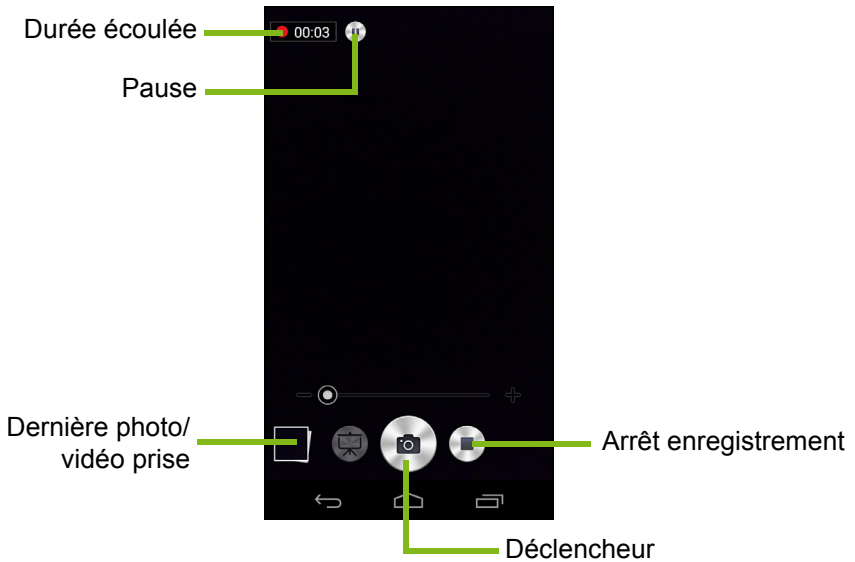 Durée écoulée
00:03
Pause
Dernière photo/
vidéo prise
Arrêt enregistrement
Déclencheur